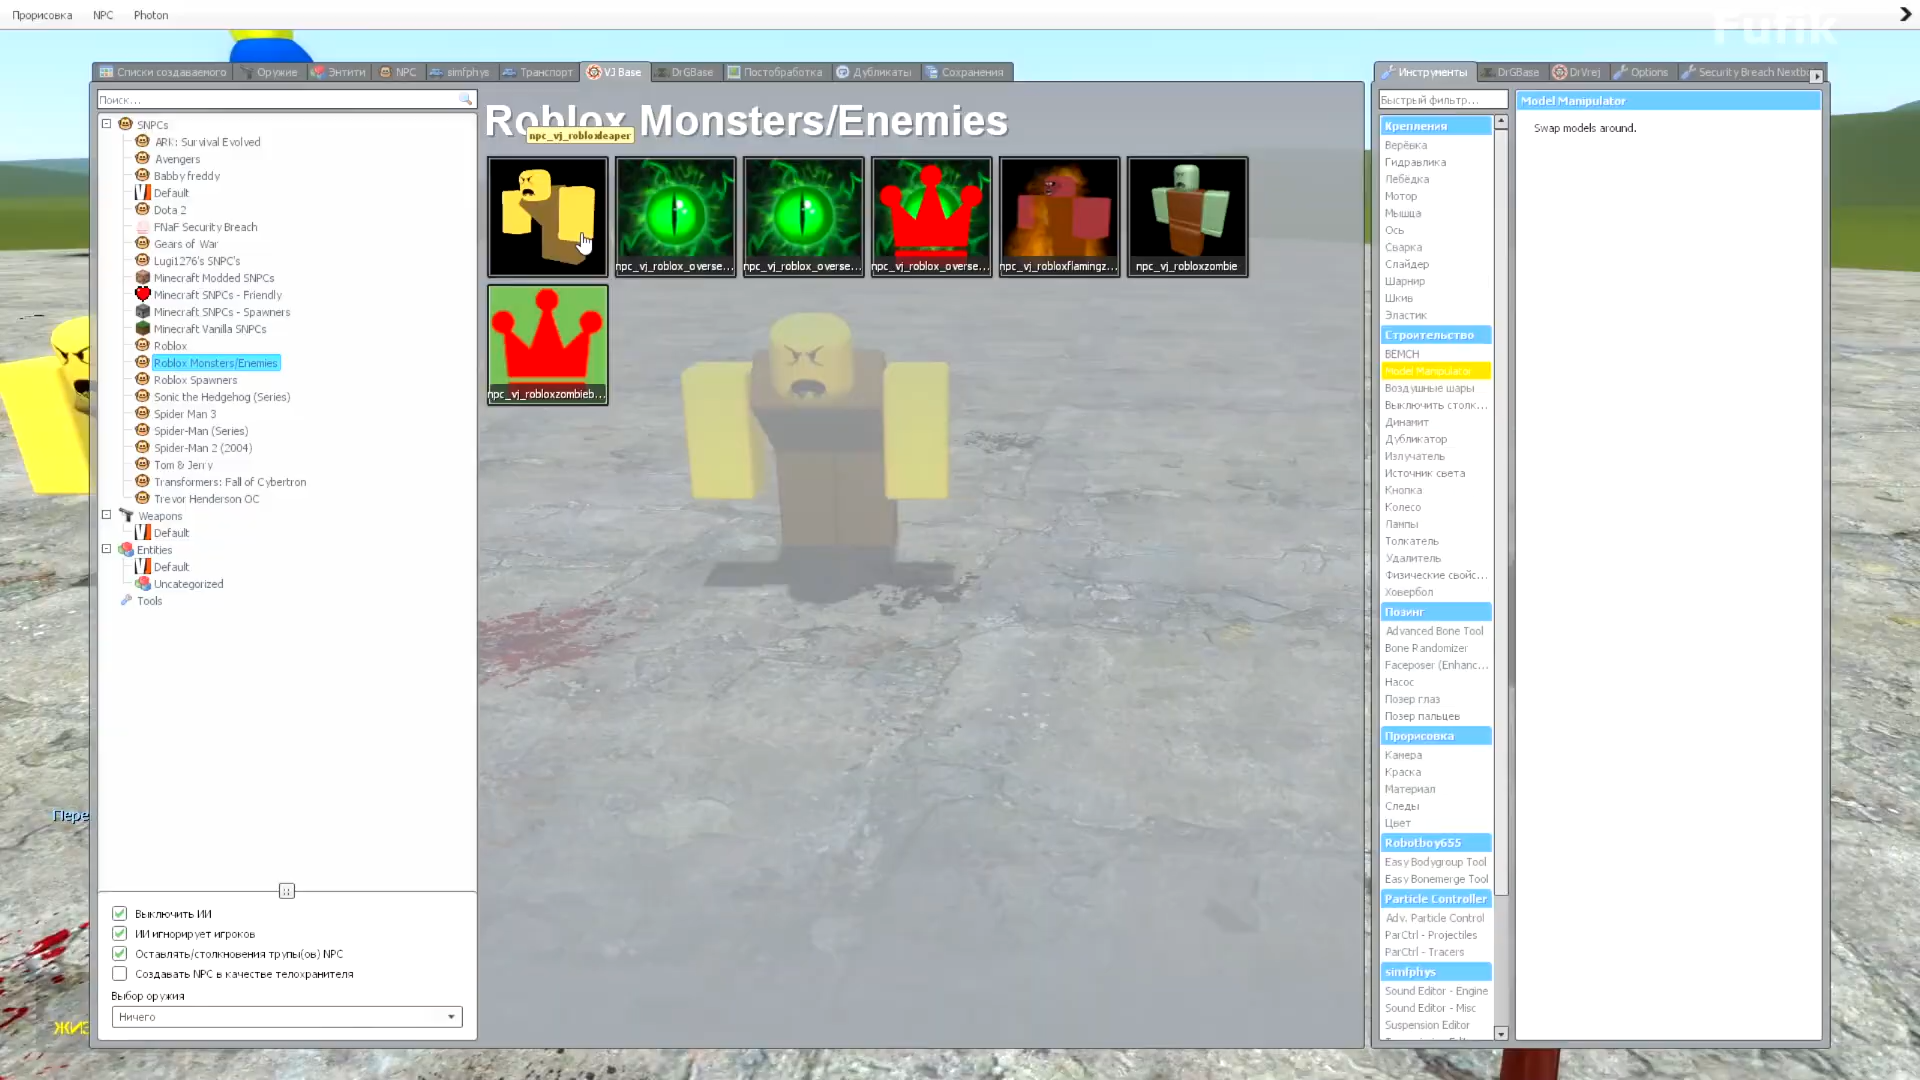 Прорисовка NPC Photon
Fufik
Списки создаваемого Оружие Энтити NPC simfphys Транспорт VJ Base DrGBase Постобработка Дубликаты Сохранения
Поиск...
SNPCs
ARK: Survival Evolved
Avengers
Babby freddy
Default
Dota 2
FNaF Security Breach
Gears of War
Lugi1276's SNPC's
Minecraft Modded SNPCs
Minecraft SNPCs - Friendly
Minecraft SNPCs - Spawners
Minecraft Vanilla SNPCs
Roblox
Roblox Monsters/Enemies
Roblox Spawners
Sonic the Hedgehog (Series)
Spider Man 3
Spider-Man (Series)
Spider-Man 2 (2004)
Tom & Jerry
Transformers: Fall of Cybertron
Trevor Henderson OC
Weapons
Default
Entities
Default
Uncategorized
Tools
Выключить ИИ
ИИ игнорирует игроков
Оставлять/столкновения трупы(ов) NPC
Создавать NPC в качестве телохранителя
Выбор оружия
Ничего
Roblox Monsters/Enemies
npc_vj_robloxleaper
npc_vj_roblox_overse...
npc_vj_roblox_overse...
npc_vj_roblox_overse...
npc_vj_robloxflamingz...
npc_vj_robloxzombie
npc_vj_robloxzombieb...
Пере
ЖИЗ
Инструменты DrGBase DrVrej Options Security Breach Nextbo
Быстрый фильтр...
Крепления
Верёвка
Гидравлика
Лебёдка
Мотор
Мышца
Ось
Сварка
Слайдер
Шарнир
Шкив
Эластик
Строительство
BEMCH
Model Manipulator
Воздушные шары
Выключить столк...
Динамит
Дубликатор
Излучатель
Источник света
Кнопка
Колесо
Лампы
Толкатель
Удалитель
Физические свойс...
Ховербол
Позинг
Advanced Bone Tool
Bone Randomizer
Faceposer (Enhanc...
Насос
Позер глаз
Позер пальцев
Прорисовка
Камера
Краска
Материал
Следы
Цвет
Robotboy655
Easy Bodygroup Tool
Easy Bonemerge Tool
Particle Controller
Adv. Particle Control
ParCtrl - Projectiles
ParCtrl - Tracers
simfphys
Sound Editor - Engine
Sound Editor - Misc
Suspension Editor
Model Manipulator
Swap models around.